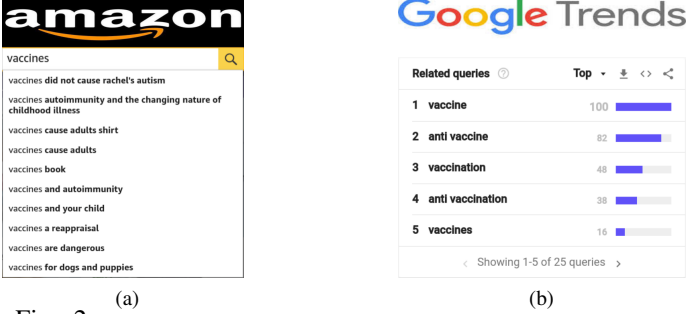 amazon
vaccines
vaccines did not cause rachel's autism
vaccines autoimmunity and the changing nature of
childhood illness
vaccines cause adults shirt
vaccines cause adults
vaccines book
vaccines and autoimmunity
vaccines and your child
vaccines a reappraisal
vaccines are dangerous
vaccines for dogs and puppies
(a)
Google Trends
Related queries ? Top
1 vaccine 100
2 anti vaccine 82
3 vaccination 48
4 anti vaccination 38
5 vaccines 16
< Showing 1-5 of 25 queries >
(b)